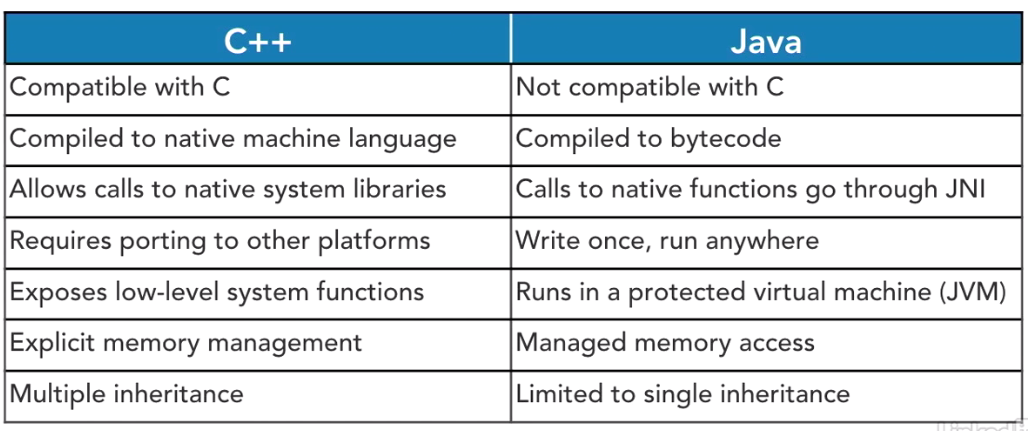 C++ Java
Compatible with C Not compatible with C
Compiled to native machine language Compiled to bytecode
Allows calls to native system libraries Calls to native functions go through JNI
Requires porting to other platforms Write once, run anywhere
Exposes low-level system functions Runs in a protected virtual machine (JVM)
Explicit memory management Managed memory access
Multiple inheritance Limited to single inheritance